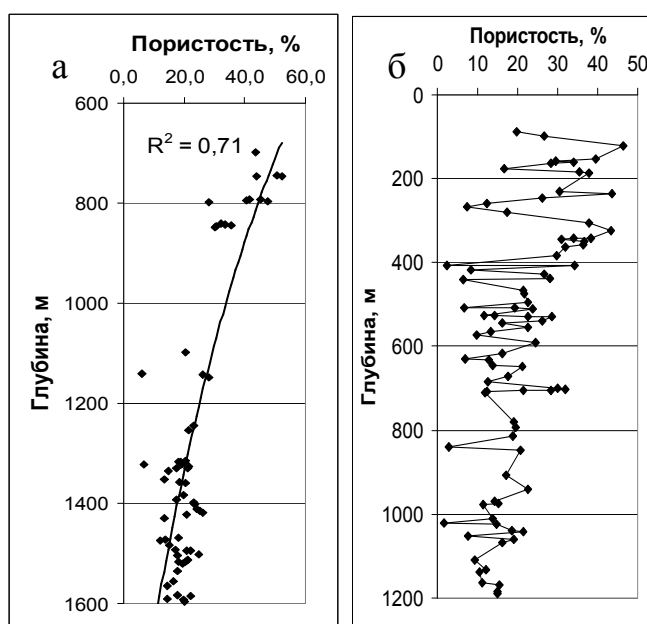 Пористость, %
а
0,0 20,0 40,0 60,0
600
R² = 0,71
800
1000
1200
1400
1600
Глубина, м
Пористость, %
б
0 10 20 30 40 50
0
200
400
600
800
1000
1200
Глубина, м